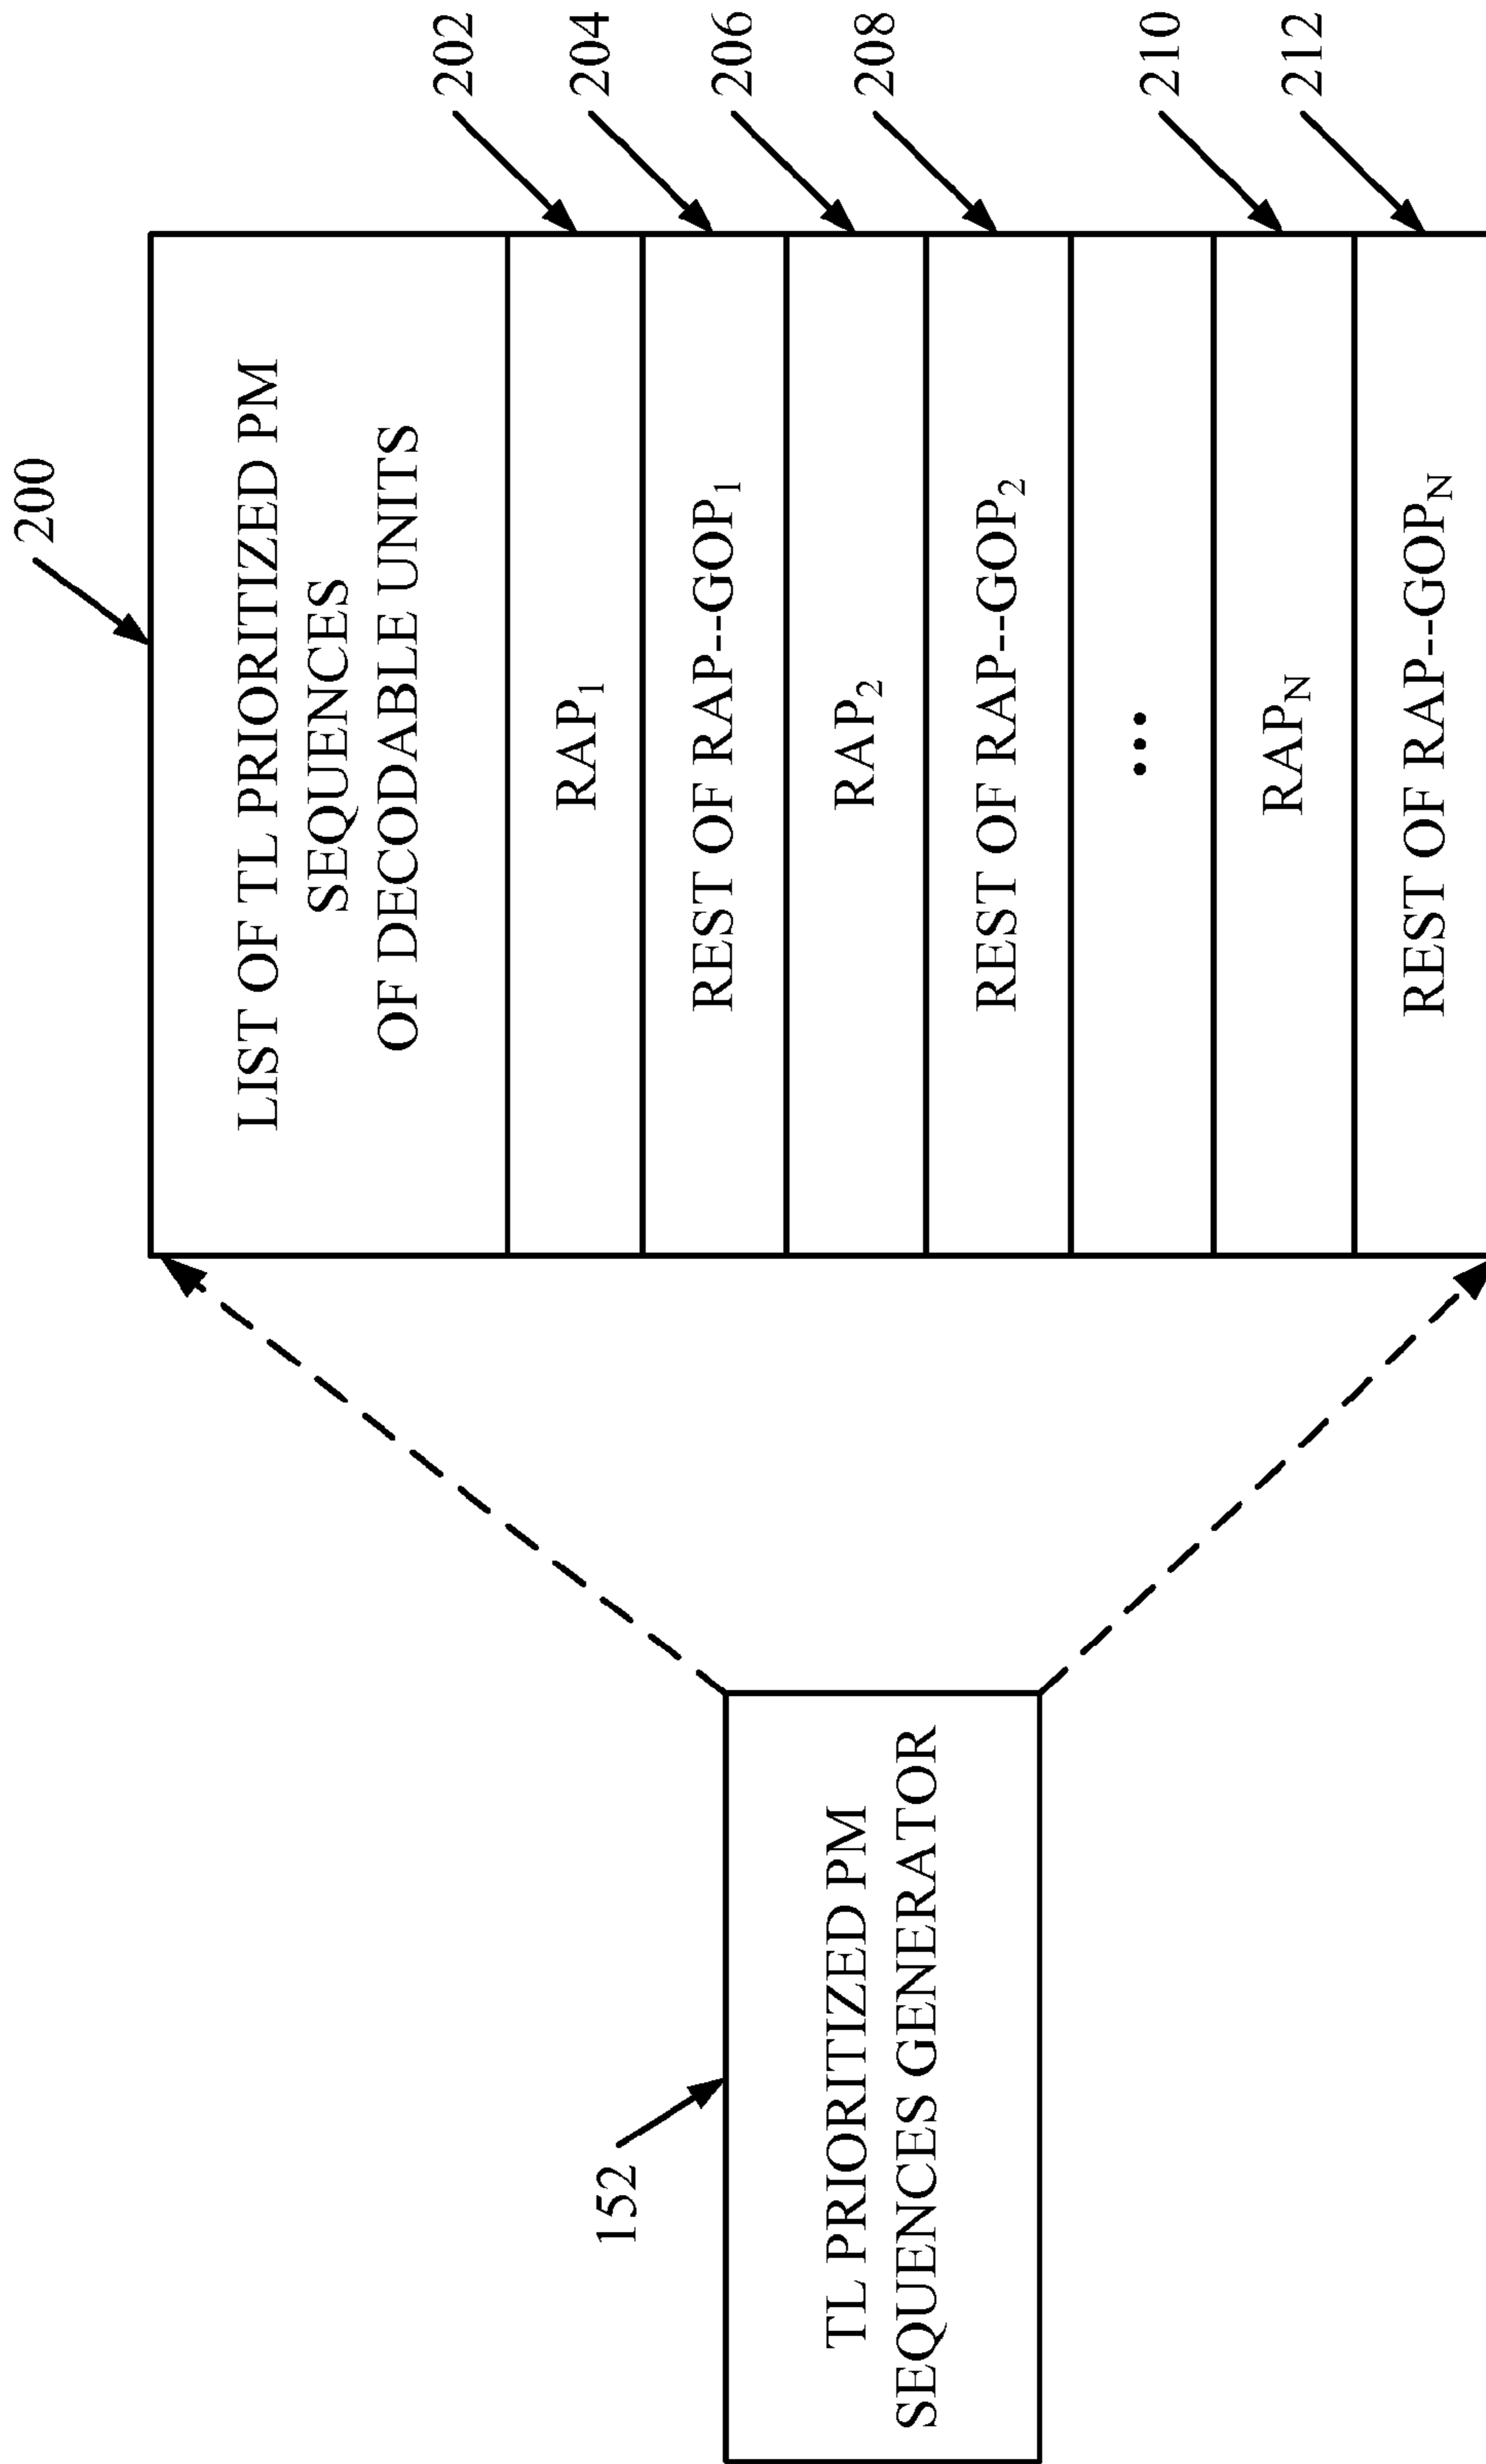 152
TL PRIORITIZED PM
SEQUENCES GENERATOR
200
LIST OF TL PRIORITIZED PM
SEQUENCES
OF DECODABLE UNITS
RAP1
202
REST OF RAP--GOP1
204
RAP2
206
REST OF RAP--GOP2
208
...
RAPN
210
REST OF RAP--GOPN
212